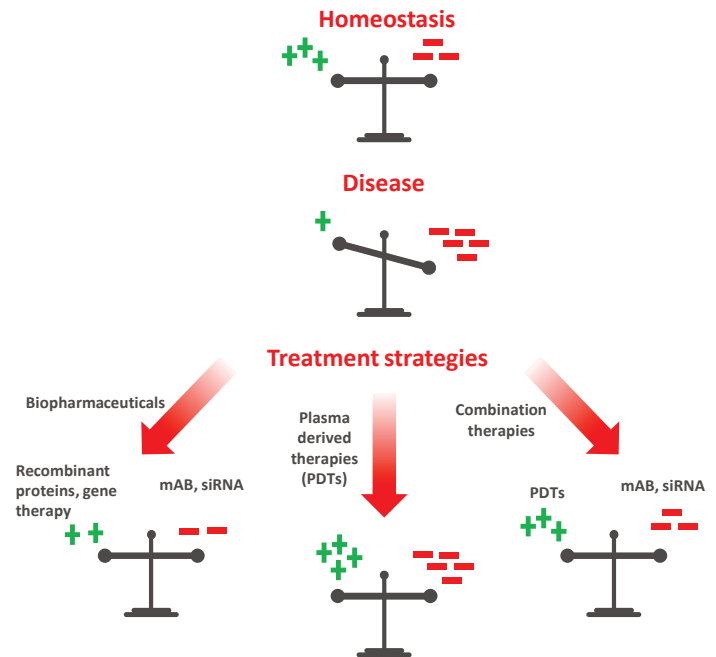 Homeostasis
Disease
Treatment strategies
Biopharmaceuticals
Plasma
derived
therapies
(PDTs)
Combination
therapies
Recombinant
proteins, gene
therapy
mAB, siRNA
PDTs
mAB, siRNA